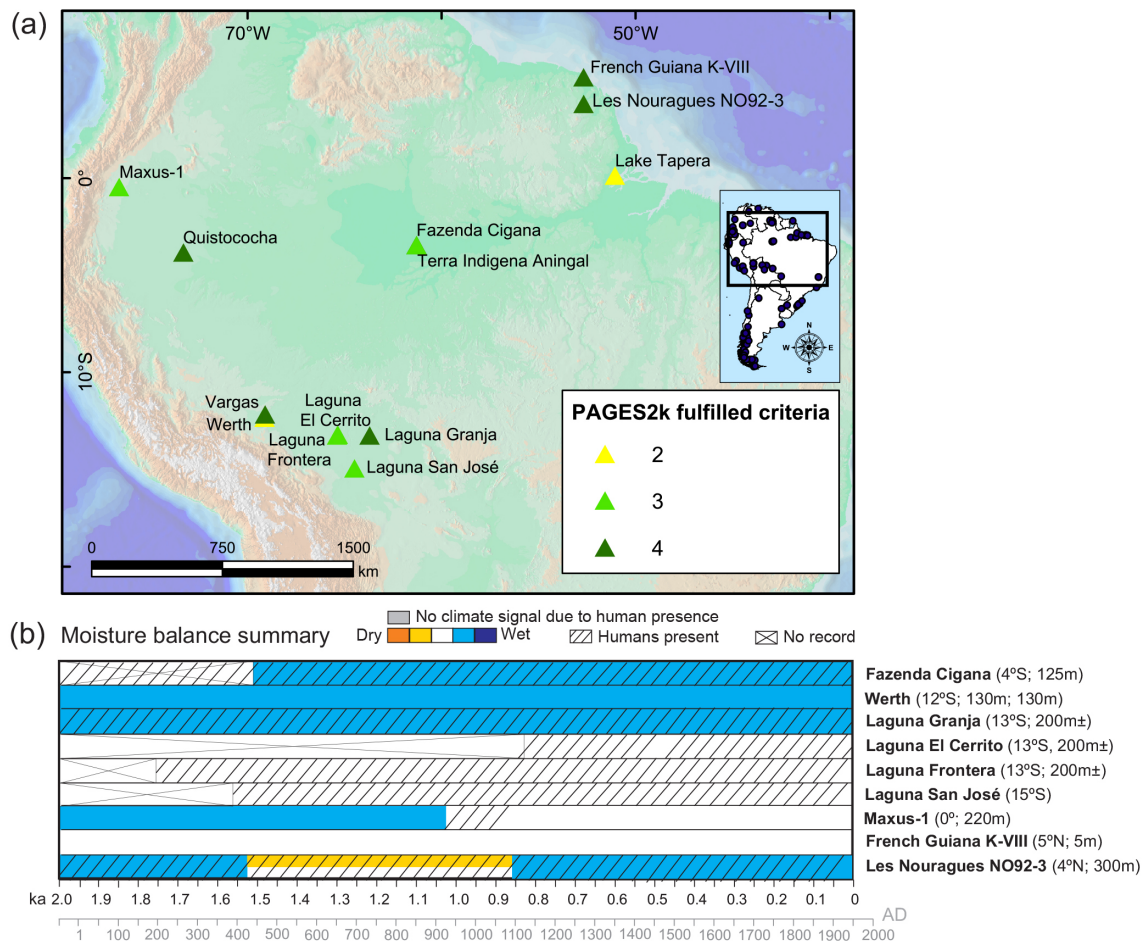 (a)
70°W
50°W
French Guiana K-VIII
Les Nouragues NO92-3
Lake Tapera
Maxus-1
0°
Quistococha
Fazenda Cigana
Terra Indigena Aningal
N
W
E
S
10°S
Vargas
Werth
Laguna
El Cerrito
Laguna
Frontera
Laguna Granja
Laguna San José
PAGES2k fulfilled criteria
2
3
4
0
750
1500
km
(b) Moisture balance summary
No climate signal due to human presence
Dry
Wet
Humans present
No record
Fazenda Cigana (4ºS; 125m)
Werth (12ºS; 130m; 130m)
Laguna Granja (13ºS; 200m±)
Laguna El Cerrito (13ºS, 200m±)
Laguna Frontera (13ºS; 200m±)
Laguna San José (15ºS)
Maxus-1 (0º; 220m)
French Guiana K-VIII (5ºN; 5m)
Les Nouragues NO92-3 (4ºN; 300m)
ka 2.0 1.9 1.8 1.7 1.6 1.5 1.4 1.3 1.2 1.1 1.0 0.9 0.8 0.7 0.6 0.5 0.4 0.3 0.2 0.1 0
AD
1 100 200 300 400 500 600 700 800 900 1000 1100 1200 1300 1400 1500 1600 1700 1800 1900 2000